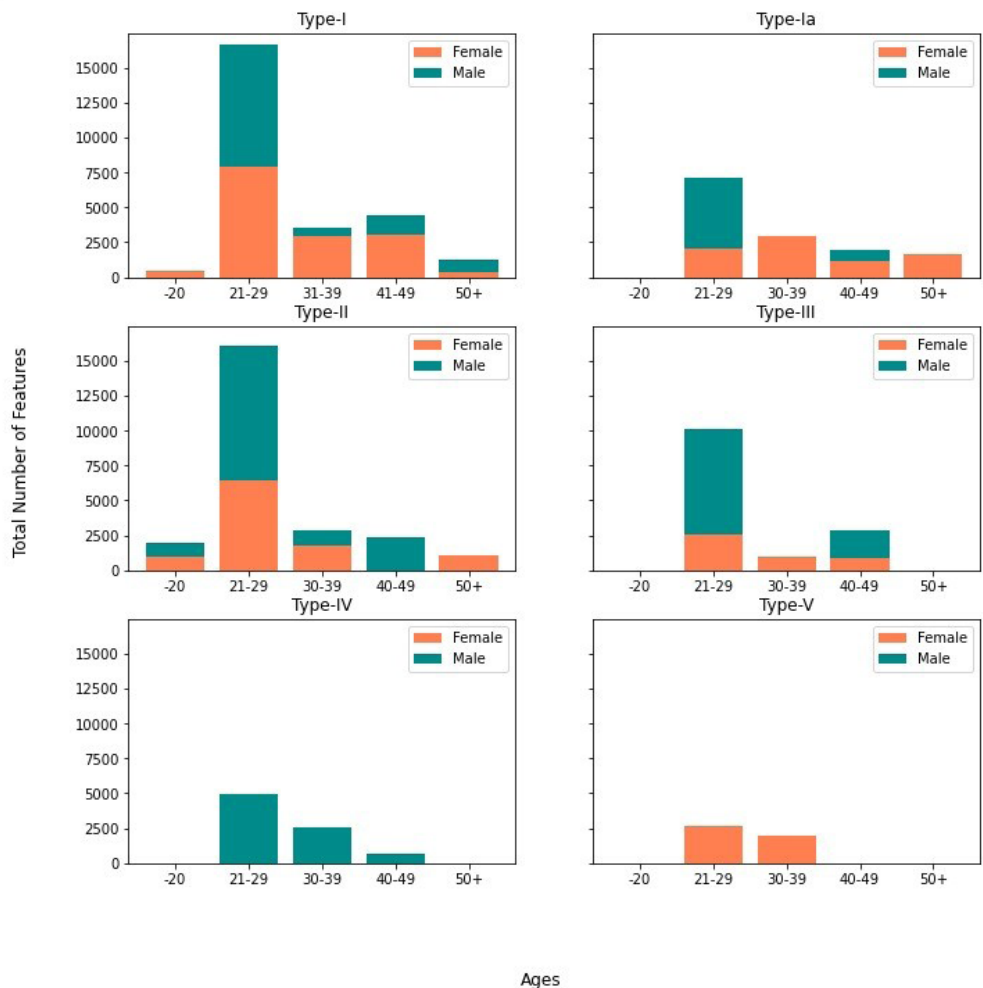 Type-I
Type-Ia
Female
Male
Female
Male
15000
12500
10000
7500
5000
2500
0
-20 21-29 31-39 41-49 50+
-20 21-29 30-39 40-49 50+
Type-II
Type-III
Female
Male
Female
Male
15000
12500
10000
7500
5000
2500
0
Total Number of Features
-20 21-29 30-39 40-49 50+
-20 21-29 30-39 40-49 50+
Type-IV
Type-V
Female
Male
Female
Male
15000
12500
10000
7500
5000
2500
0
-20 21-29 30-39 40-49 50+
-20 21-29 30-39 40-49 50+
Ages